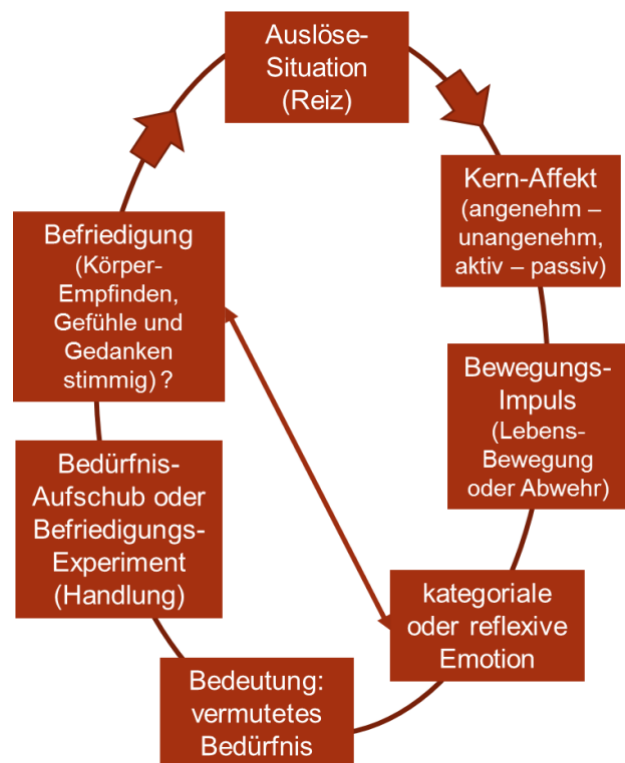 Auslöse-
Situation
(Reiz)
Kern-Affekt
(angenehm –
unangenehm,
aktiv – passiv)
Bewegungs-
Impuls
(Lebens-
Bewegung
oder Abwehr)
kategoriale
oder reflexive
Emotion
Bedeutung:
vermutetes
Bedürfnis
Bedürfnis-
Aufschub oder
Befriedigungs-
Experiment
(Handlung)
Befriedigung
(Körper-
Empfinden,
Gefühle und
Gedanken
stimmig) ?